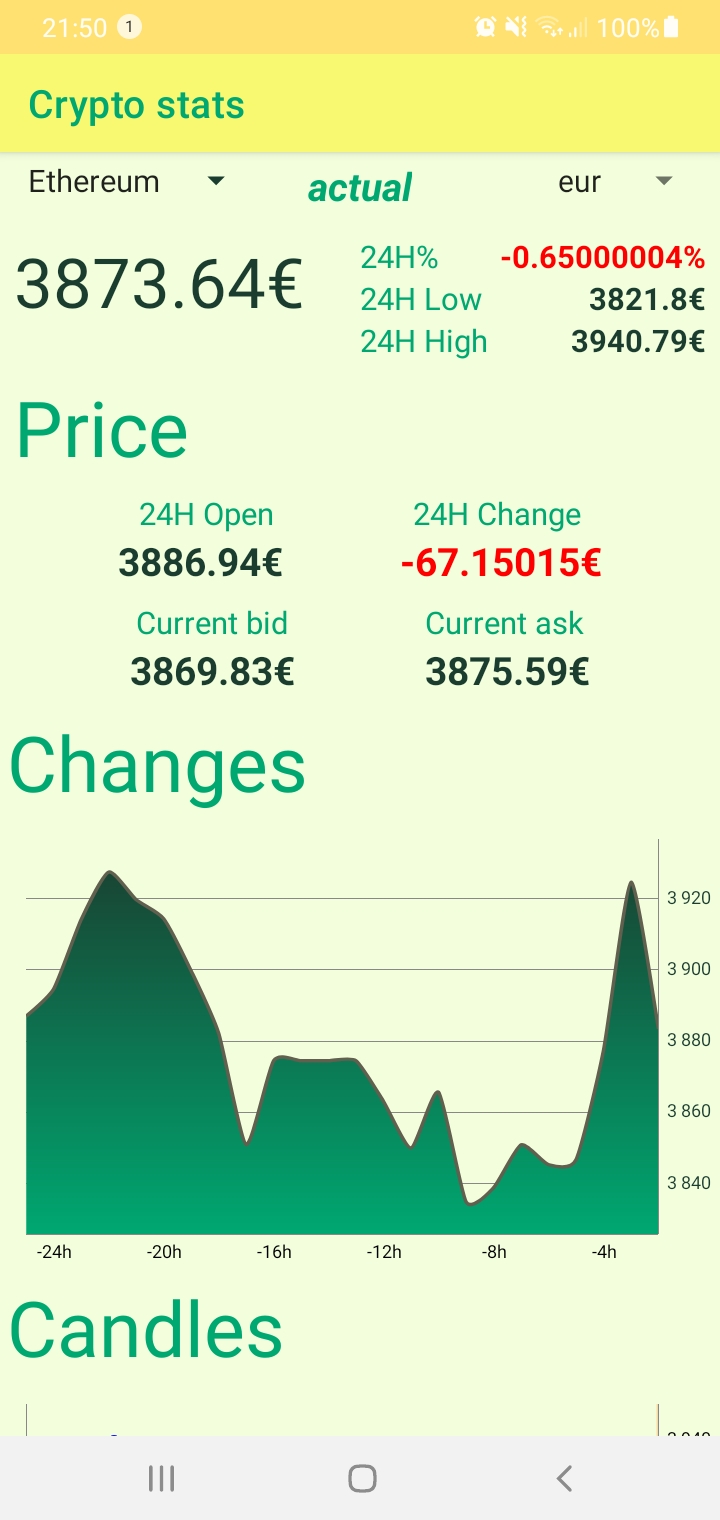 21:50 1 100%
Crypto stats
Ethereum actual eur
3873.64€
24H% -0.65000004%
24H Low 3821.8€
24H High 3940.79€
Price
24H Open 24H Change
3886.94€ -67.15015€
Current bid Current ask
3869.83€ 3875.59€
Changes
3 920
3 900
3 880
3 860
3 840
-24h -20h -16h -12h -8h -4h
Candles